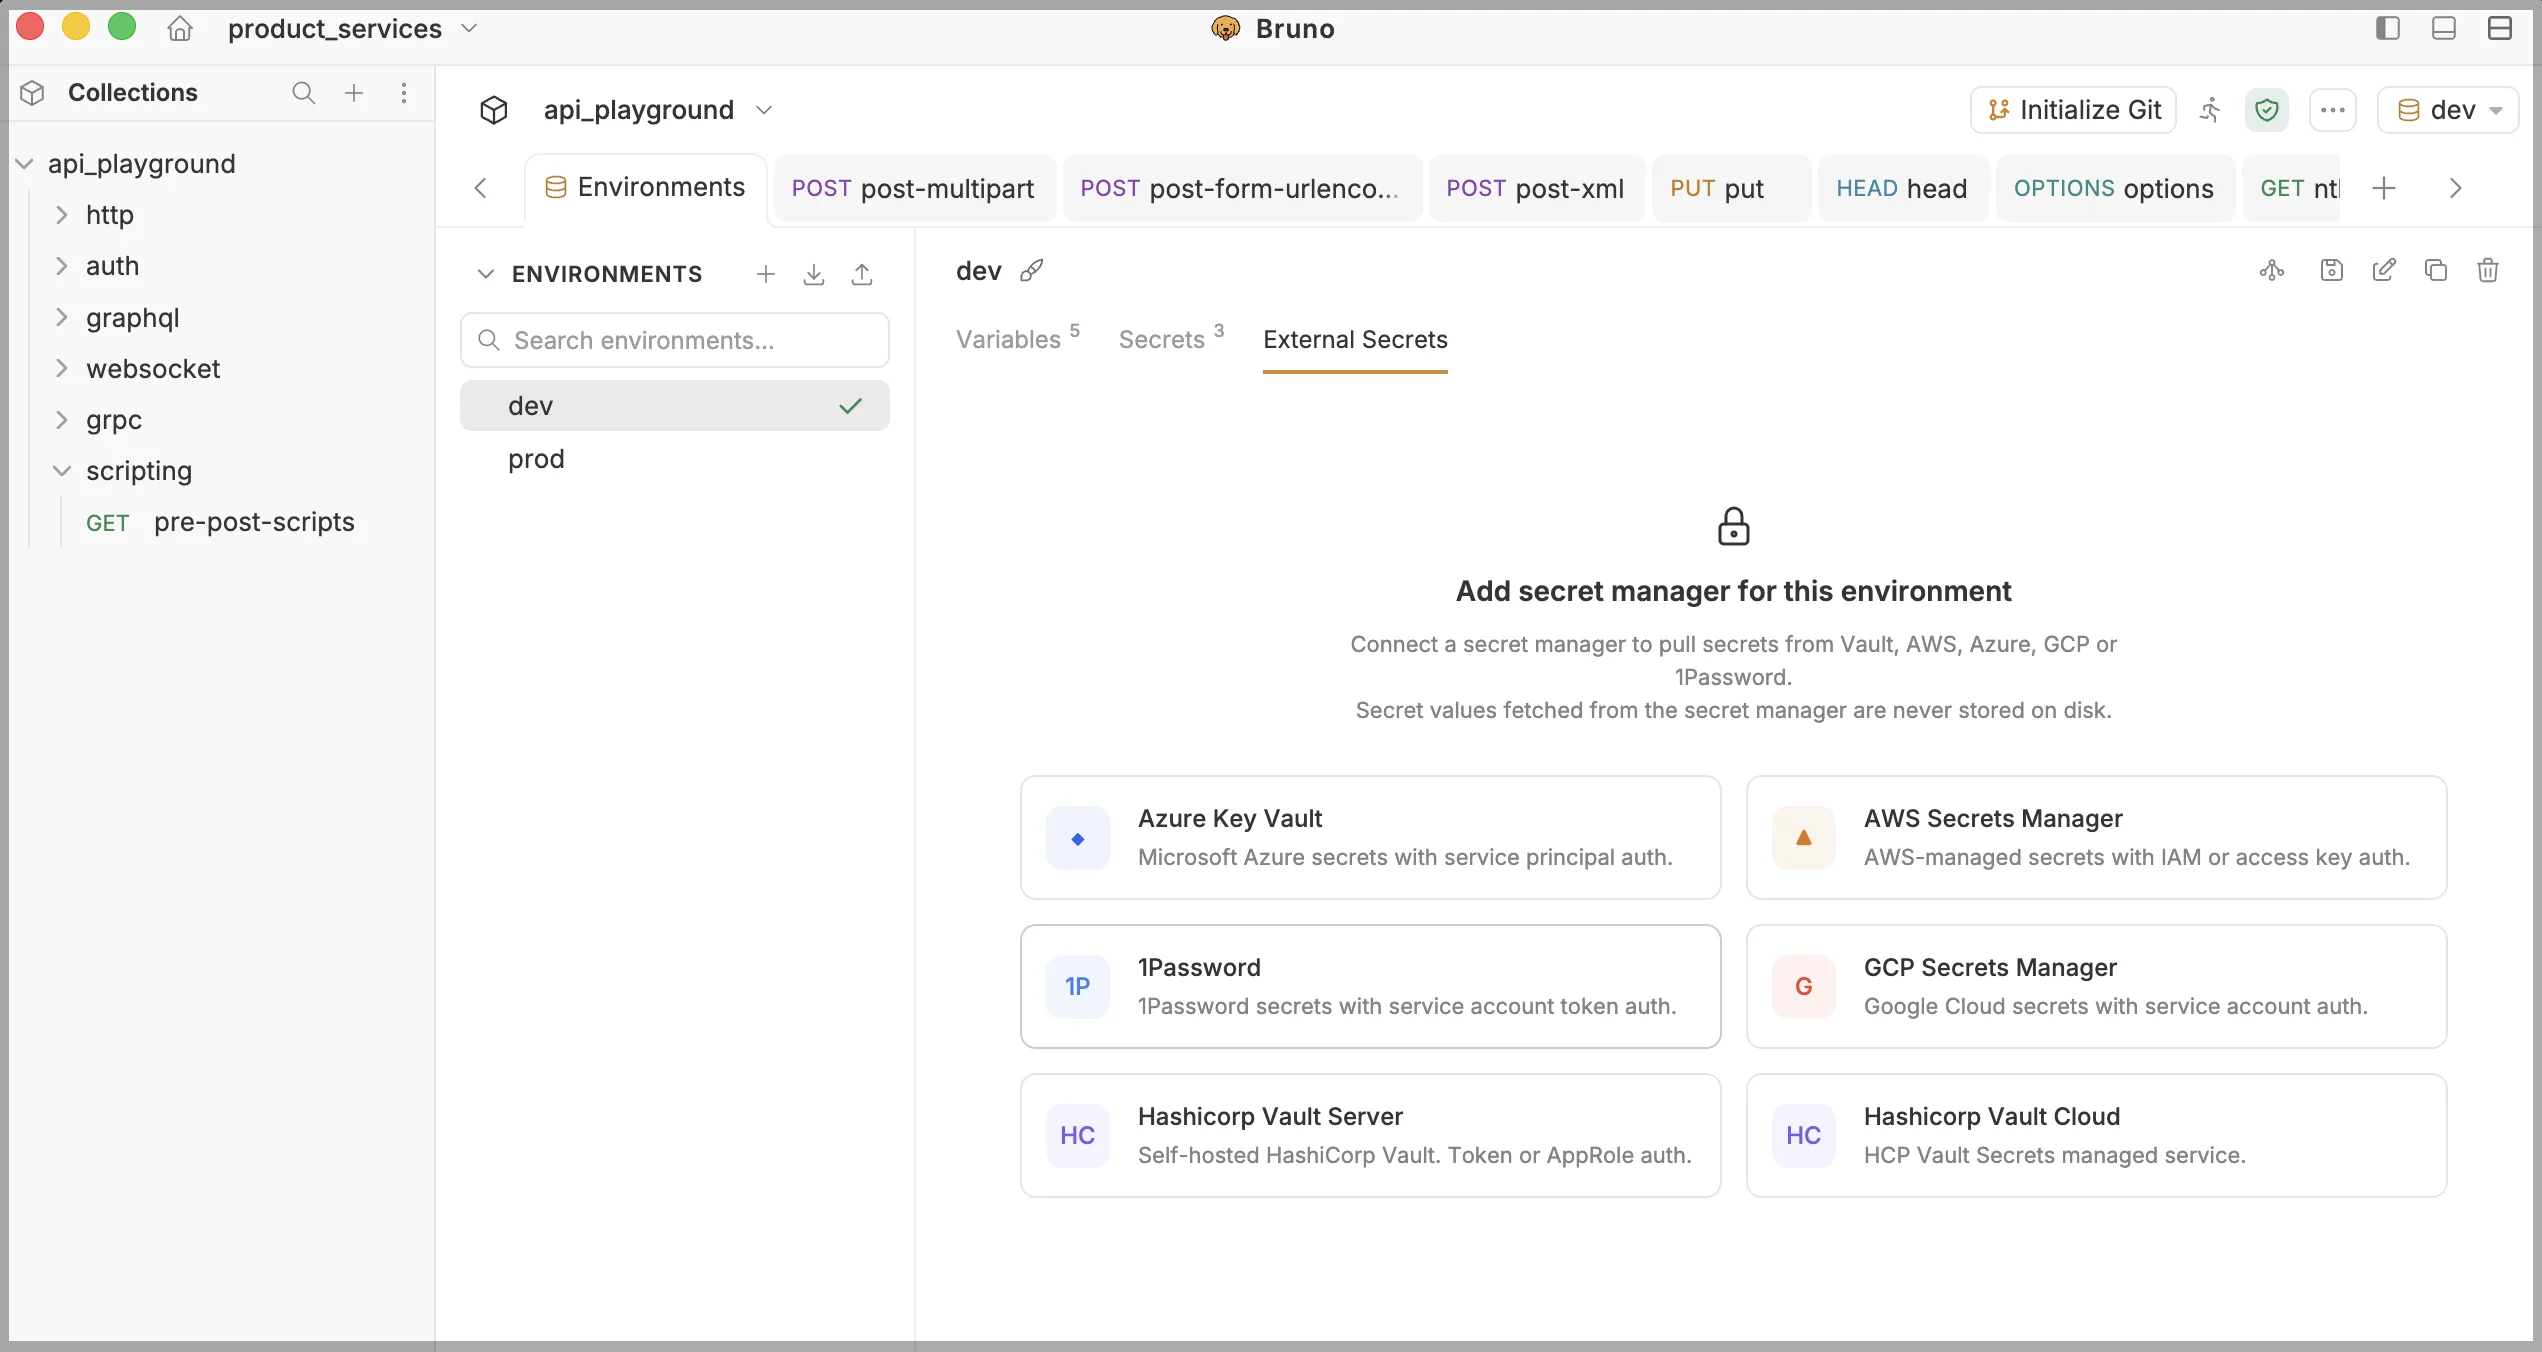 product_services
Bruno
Collections
api_playground
http
auth
graphql
websocket
grpc
scripting
GET pre-post-scripts
api_playground
Initialize Git
dev
Environments
POST post-multipart
POST post-form-urlenco...
POST post-xml
PUT put
HEAD head
OPTIONS options
GET
ENVIRONMENTS
Search environments...
dev
prod
dev
Variables 5
Secrets 3
External Secrets
Add secret manager for this environment
Connect a secret manager to pull secrets from Vault, AWS, Azure, GCP or
1Password.
Secret values fetched from the secret manager are never stored on disk.
Azure Key Vault
Microsoft Azure secrets with service principal auth.
AWS Secrets Manager
AWS-managed secrets with IAM or access key auth.
1P
1Password
1Password secrets with service account token auth.
G
GCP Secrets Manager
Google Cloud secrets with service account auth.
HC
Hashicorp Vault Server
Self-hosted HashiCorp Vault. Token or AppRole auth.
HC
Hashicorp Vault Cloud
HCP Vault Secrets managed service.